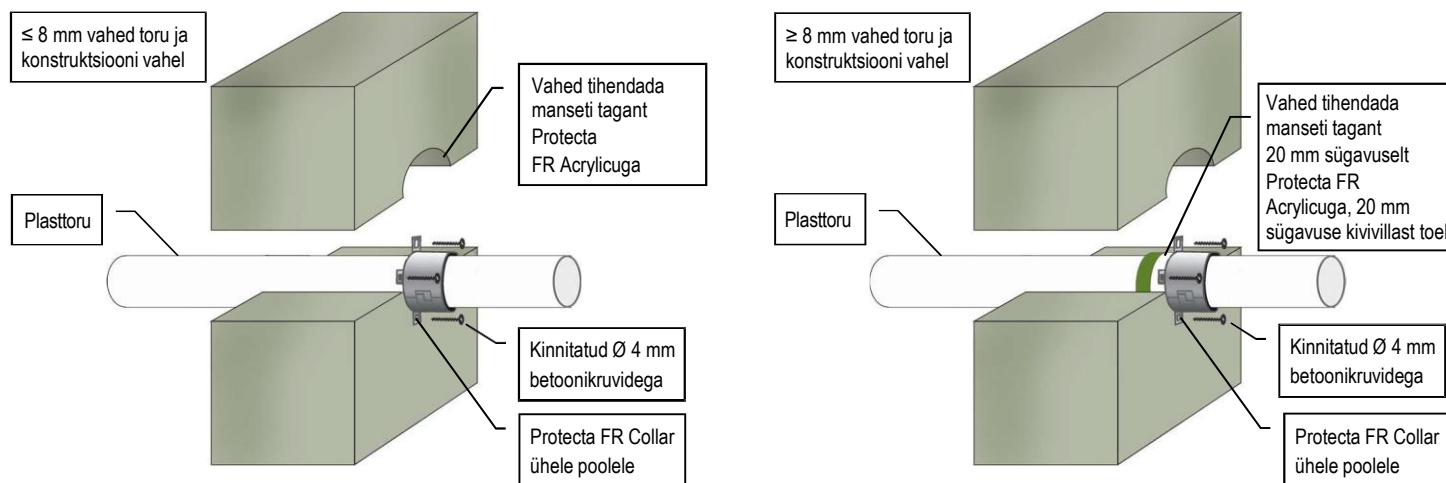 ≤ 8 mm vahed toru ja
konstruktsiooni vahel
Vahed tihendada
manseti tagant
Protecta
FR Acrylicuga
Plasttoru
Kinnitatud Ø 4 mm
betoonikruvidega
Protecta FR Collar
ühele poolele
≥ 8 mm vahed toru ja
konstruktsiooni vahel
Vahed tihendada
manseti tagant
20 mm sügavuselt
Protecta FR
Acrylicuga, 20 mm
sügavuse kivivillast toel
Plasttoru
Kinnitatud Ø 4 mm
betoonikruvidega
Protecta FR Collar
ühele poolele